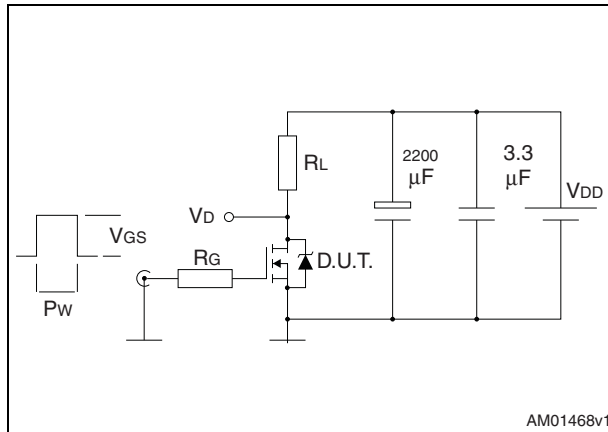 RL
2200
μF
3.3
μF
VDD
VD
VGS
RG
D.U.T.
PW
AM01468v1